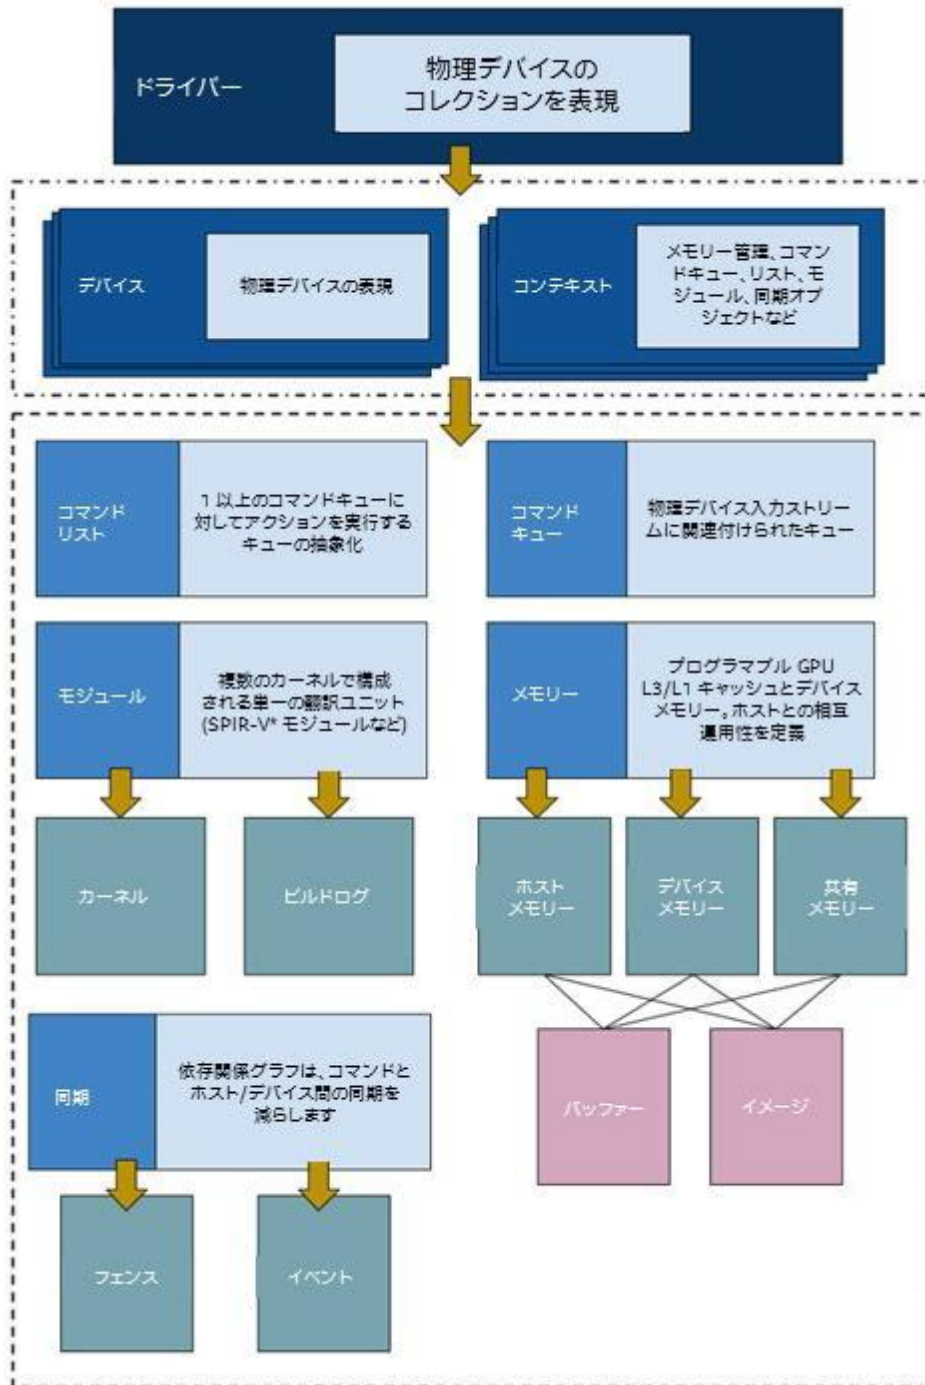 ドライバー
物理デバイスの
コレクションを表現
デバイス
物理デバイスの表現
コンテキスト
メモリー管理、コマ
ンドキュー、リスト、モ
ジュール、同期オブ
ジェクトなど
コマンド
リスト
1 以上のコマンドキューに
対してアクションを実行する
キューの抽象化
コマンド
キュー
物理デバイス入力ストリー
ムに関連付けられたキュー
モジュール
複数のカーネルで構成
される単一の翻訳ユニット
(SPIR-V* モジュールなど)
メモリー
プログラマブル GPU
L3/L1 キャッシュとデバイス
メモリー。ホストとの相互
運用性を定義
カーネル
ビルドログ
ホスト
メモリー
デバイス
メモリー
共有
メモリー
同期
依存関係グラフは、コマンドと
ホスト/デバイス間の同期を
減らします
バッファー
イメージ
フェンス
イベント